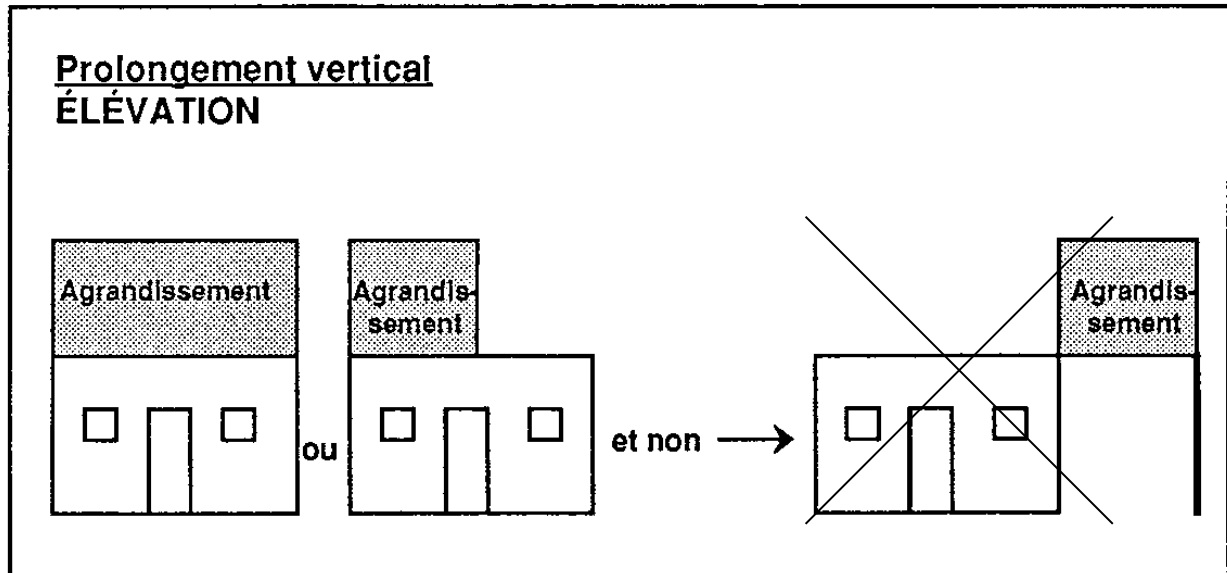 Prolongement vertical
ÉLÉVATION
Agrandissement
ou
Agrandis-
sement
et non
Agrandis-
sement